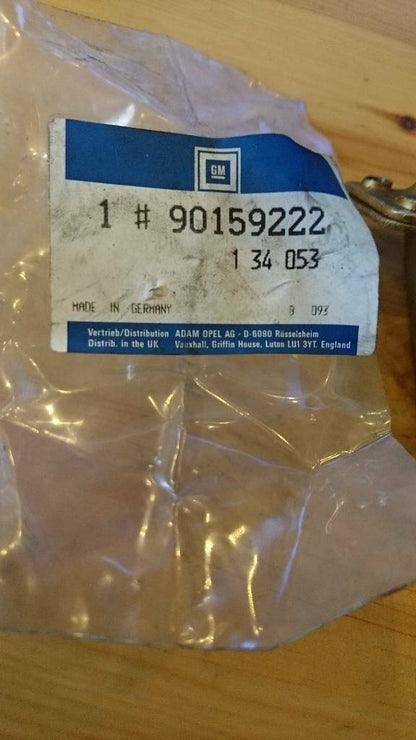 GM
1 # 90159222
1 34 053
MADE IN GERMANY 093
Vertrieb/Distribution ADAM OPEL AG - D-6090 Rüsselsheim
Distrib. in the UK Vauxhall, Griffin House, Luton LU1 3YT. England